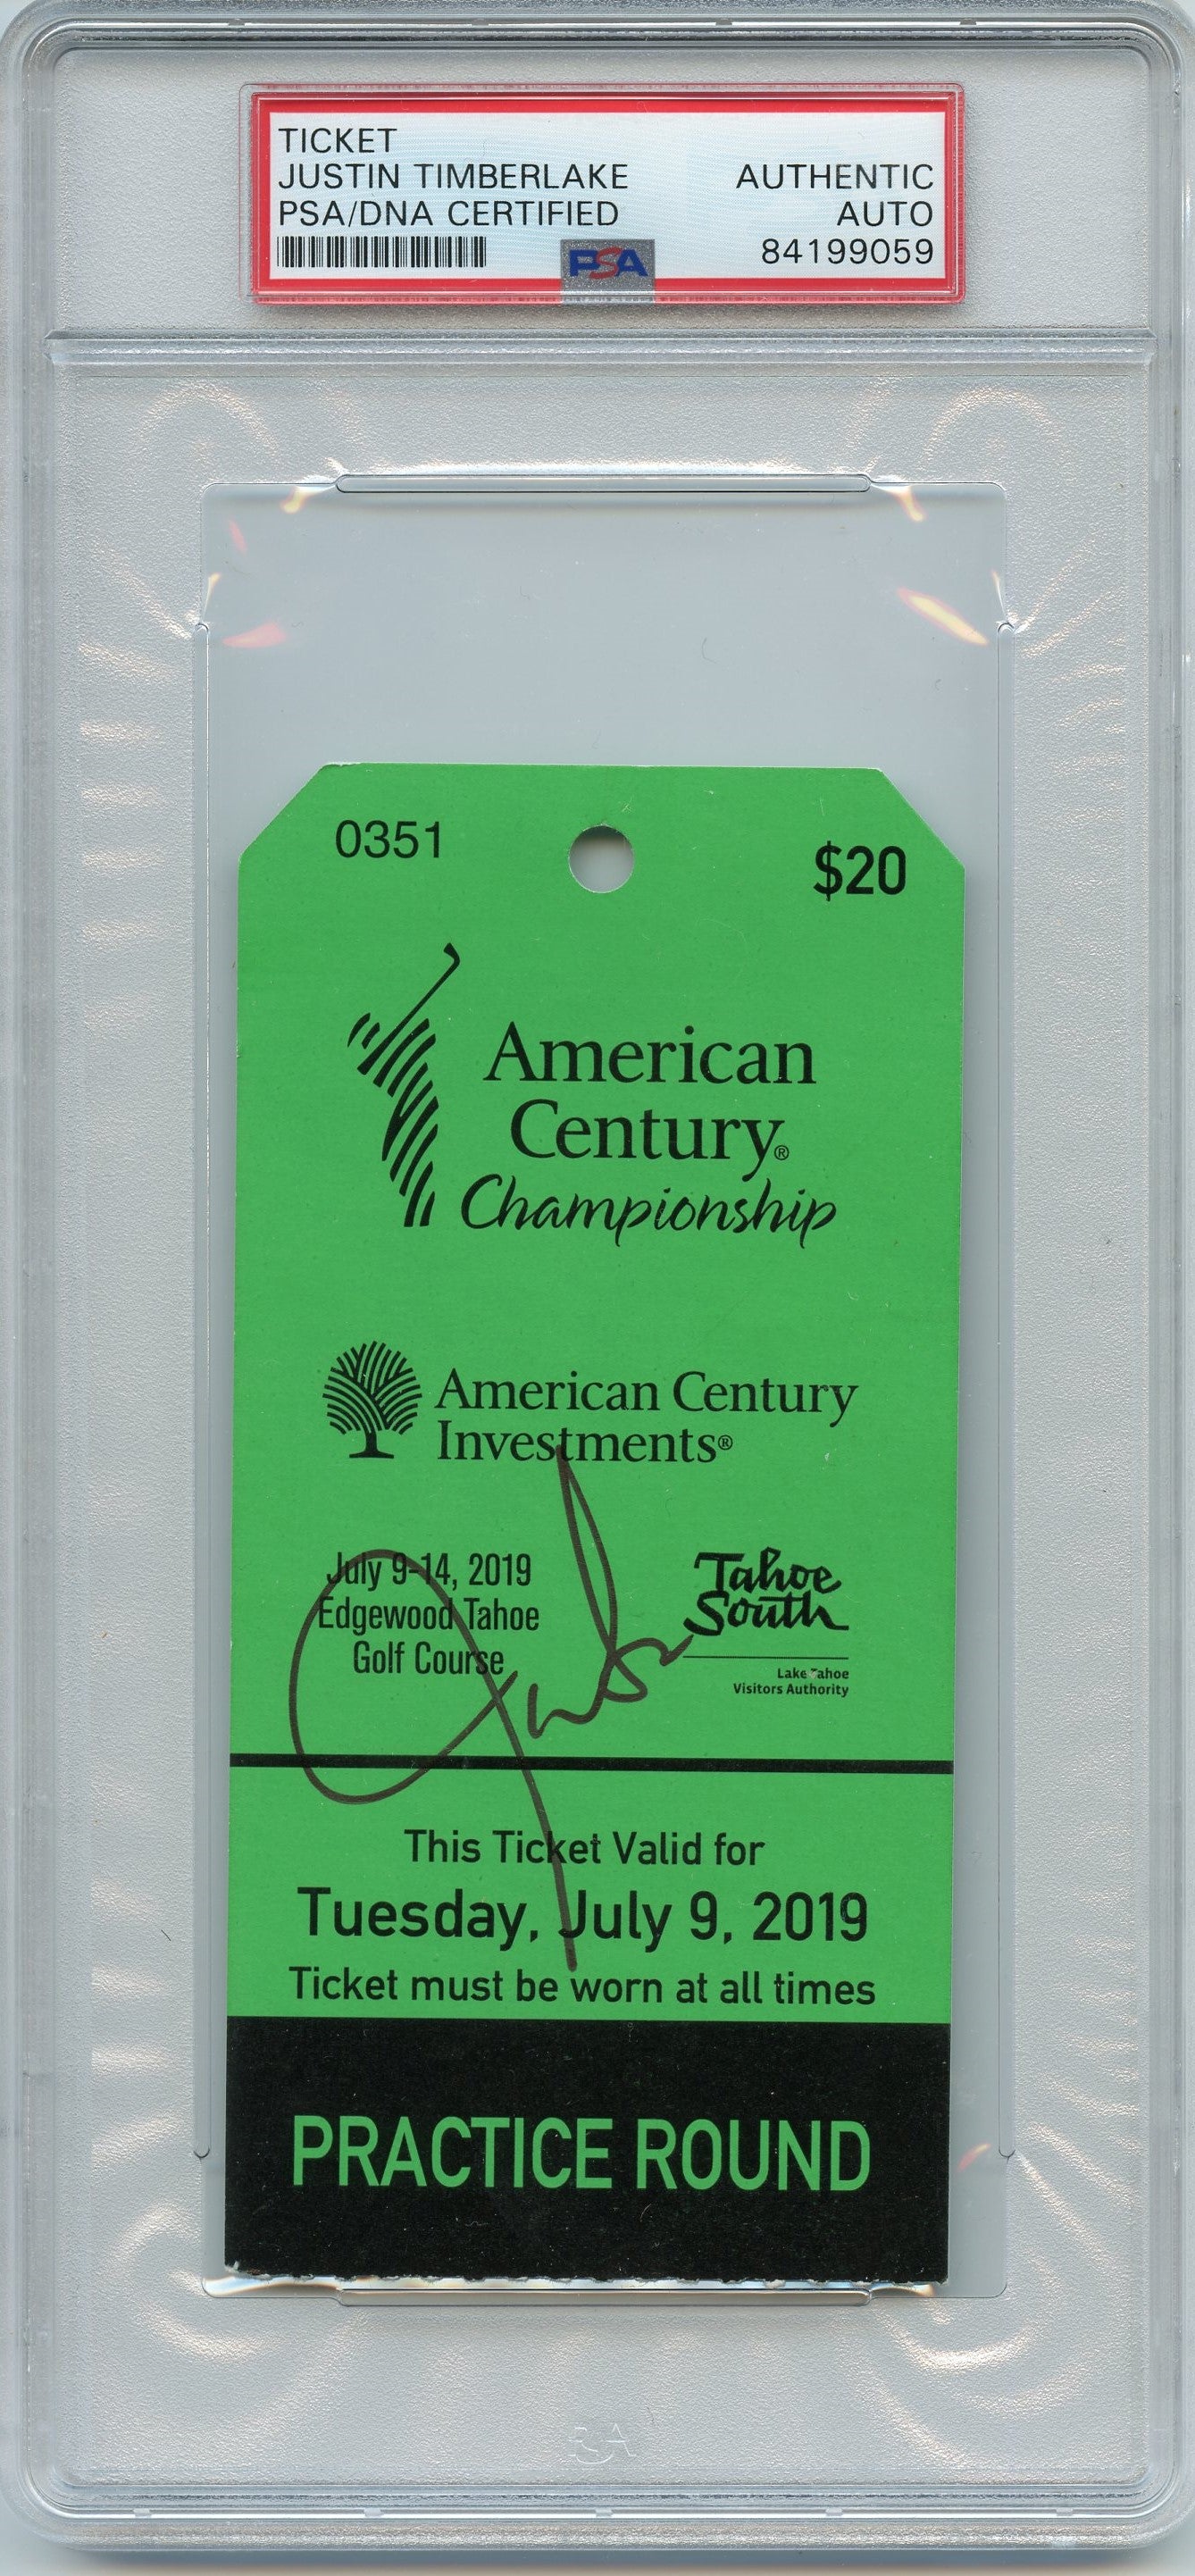 TICKET
JUSTIN TIMBERLAKE
PSA/DNA CERTIFIED
AUTHENTIC
AUTO
84199059
PSA
0351
$20
American
Century®
Championship
American Century
Investments®
July 9-14, 2019
Edgewood Tahoe
Golf Course
Tahoe
South
Lake Tahoe
Visitors Authority
This Ticket Valid for
Tuesday, July 9, 2019
Ticket must be worn at all times
PRACTICE ROUND
PSA